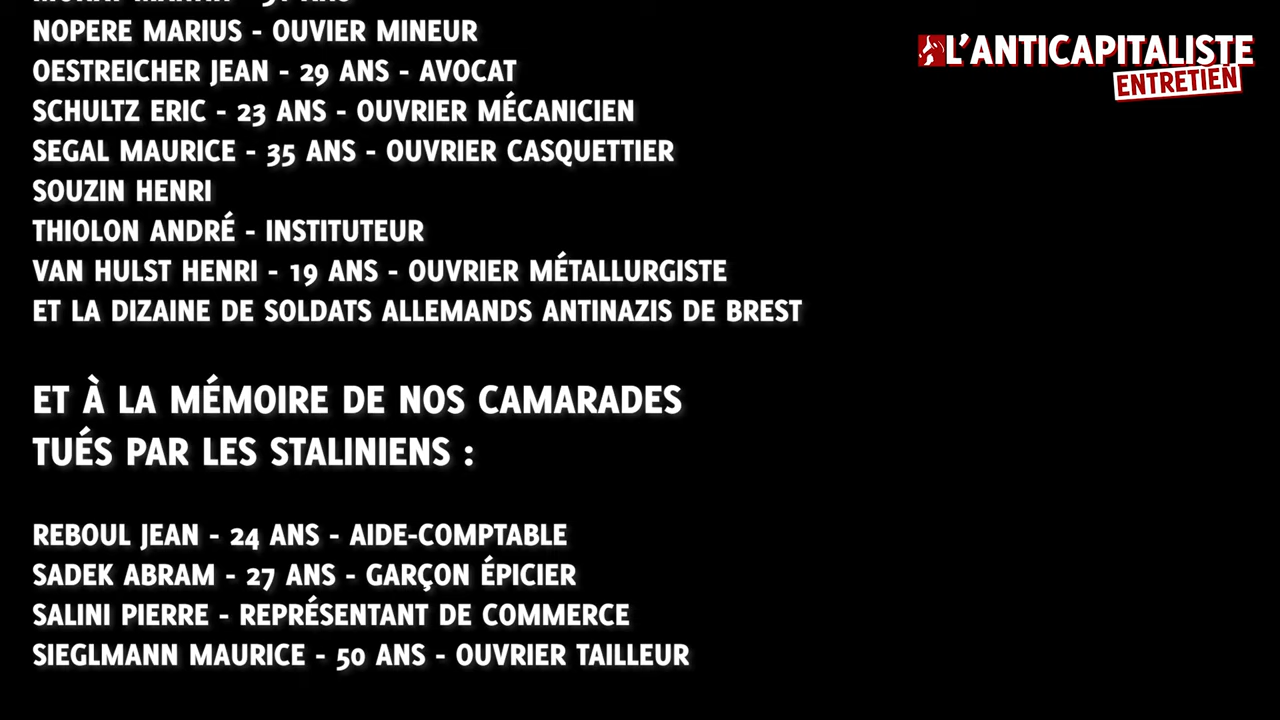 NOPERE MARIUS - OUVIER MINEUR
OESTREICHER JEAN - 29 ANS - AVOCAT
SCHULTZ ERIC - 23 ANS - OUVRIER MÉCANICIEN
SEGAL MAURICE - 35 ANS - OUVRIER CASQUETTIER
SOUZIN HENRI
THIOLON ANDRÉ - INSTITUTEUR
VAN HULST HENRI - 19 ANS - OUVRIER MÉTALLURGISTE
ET LA DIZAINE DE SOLDATS ALLEMANDS ANTINAZIS DE BREST
ET À LA MÉMOIRE DE NOS CAMARADES
TUÉS PAR LES STALINIENS :
REBOUL JEAN - 24 ANS - AIDE-COMPTABLE
SADEK ABRAM - 27 ANS - GARÇON ÉPICIER
SALINI PIERRE - REPRÉSENTANT DE COMMERCE
SIEGLMANN MAURICE - 50 ANS - OUVRIER TAILLEUR
L'ANTICAPITALISTE
ENTRETIEN